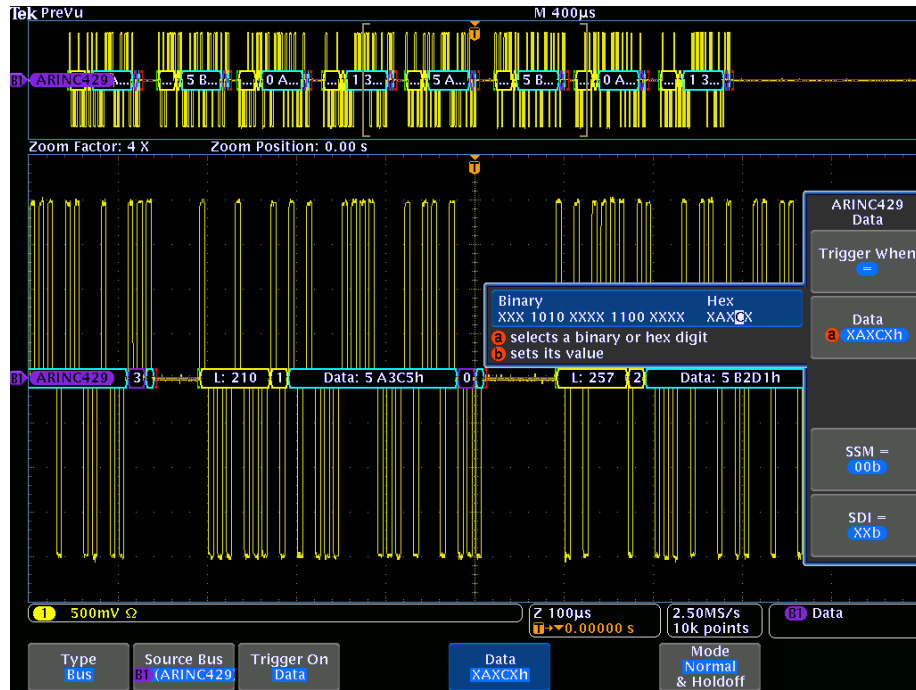 Tek PreVu M 400µs
T
B1 ARINC429 ... A... ... 5 B... ... 0 A... ... 1 3... ... 5 A... ... 5 B... ... 0 A... ... 1 3...
Zoom Factor: 4 X Zoom Position: 0.00 s
T
ARINC429
Data
Trigger When
=
Binary Hex
XXX 1010 XXXX 1100 XXXX XAXCX
a selects a binary or hex digit
b sets its value
Data
a XAXCXh
B1 ARINC429 3 L: 210 1 Data: 5 A3C5h 0 L: 257 2 Data: 5 B2D1h
SSM =
00b
SDI =
XXb
1 500mV Ω
Z 100µs
T→▼0.00000 s
2.50MS/s
10k points
B1 Data
Type
Bus
Source Bus
B1 (ARINC429
Trigger On
Data
Data
XAXCXh
Mode
Normal
& Holdoff